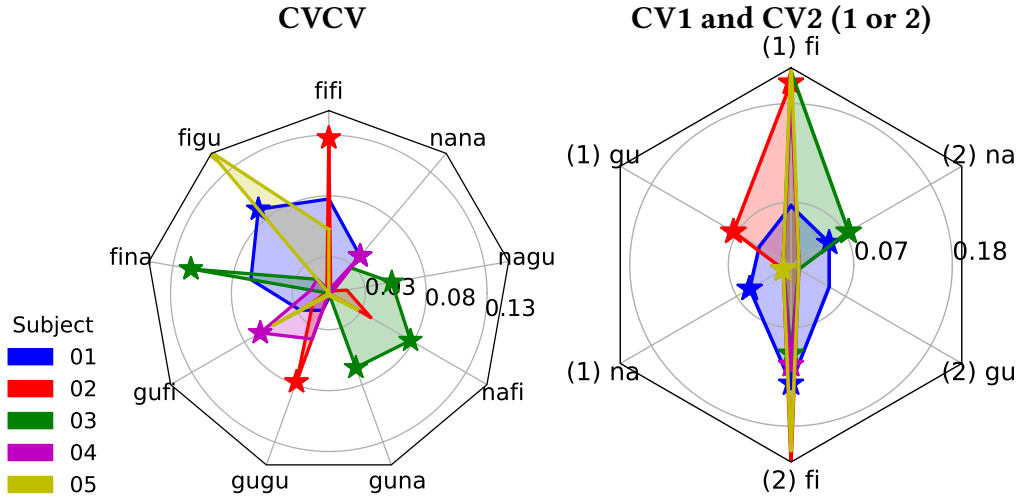 CVCV
fifi
figu
nana
fina
nagu
0.03
0.08
0.13
gufi
nafi
gugu
guna
Subject
01
02
03
04
05
CV1 and CV2 (1 or 2)
(1) fi
(1) gu
(2) na
0.07
0.18
(1) na
(2) gu
(2) fi